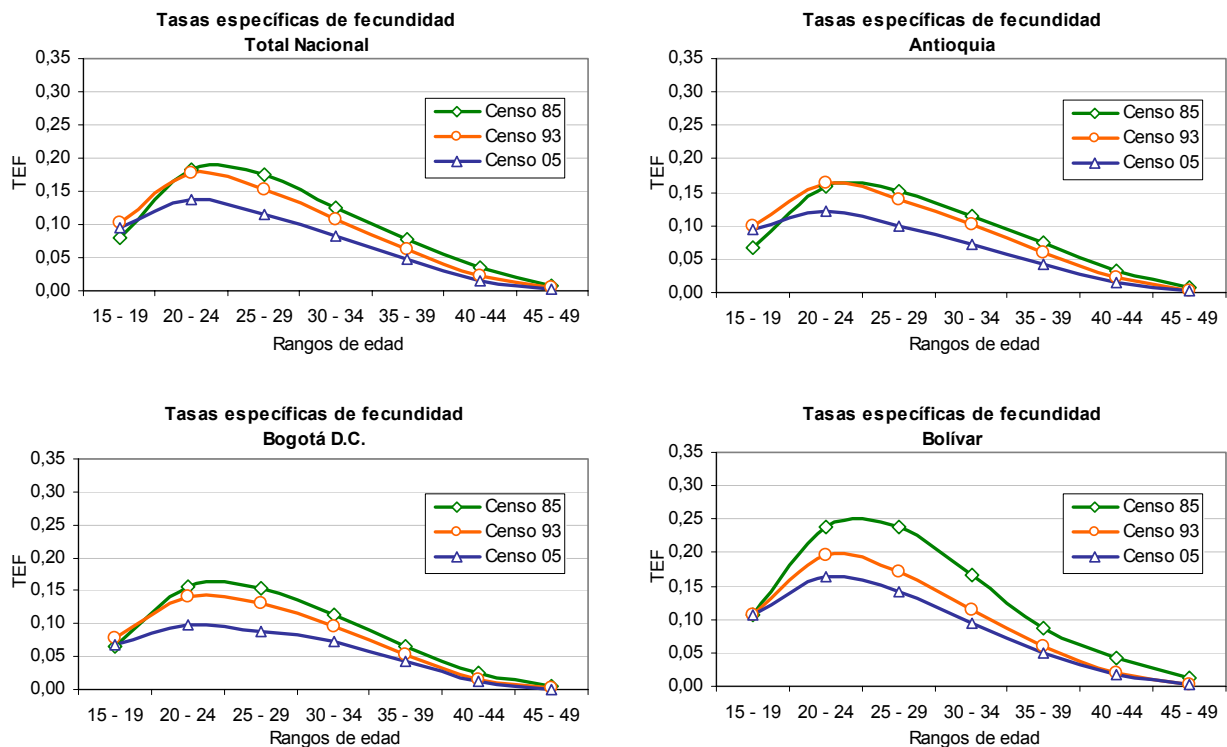 Tasas específicas de fecundidad
Total Nacional
0,35
0,30
0,25
0,20
0,15
0,10
0,05
0,00
TEF
Censo 85
Censo 93
Censo 05
15 - 19 20 - 24 25 - 29 30 - 34 35 - 39 40 -44 45 - 49
Rangos de edad
Tasas específicas de fecundidad
Antioquia
0,35
0,30
0,25
0,20
0,15
0,10
0,05
0,00
TEF
Censo 85
Censo 93
Censo 05
15 - 19 20 - 24 25 - 29 30 - 34 35 - 39 40 -44 45 - 49
Rangos de edad
Tasas específicas de fecundidad
Bogotá D.C.
0,35
0,30
0,25
0,20
0,15
0,10
0,05
0,00
TEF
Censo 85
Censo 93
Censo 05
15 - 19 20 - 24 25 - 29 30 - 34 35 - 39 40 -44 45 - 49
Rangos de edad
Tasas específicas de fecundidad
Bolívar
0,35
0,30
0,25
0,20
0,15
0,10
0,05
0,00
TEF
Censo 85
Censo 93
Censo 05
15 - 19 20 - 24 25 - 29 30 - 34 35 - 39 40 -44 45 - 49
Rangos de edad